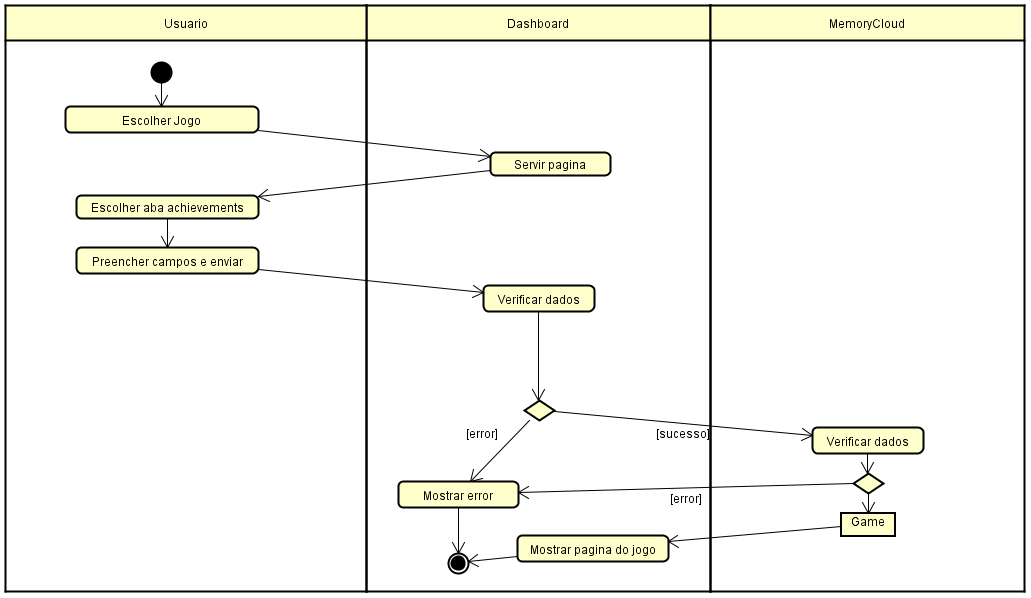 Usuario
Dashboard
MemoryCloud
Escolher Jogo
Servir pagina
Escolher aba achievements
Preencher campos e enviar
Verificar dados
[error]
[sucesso]
Verificar dados
Mostrar error
[error]
Game
Mostrar pagina do jogo